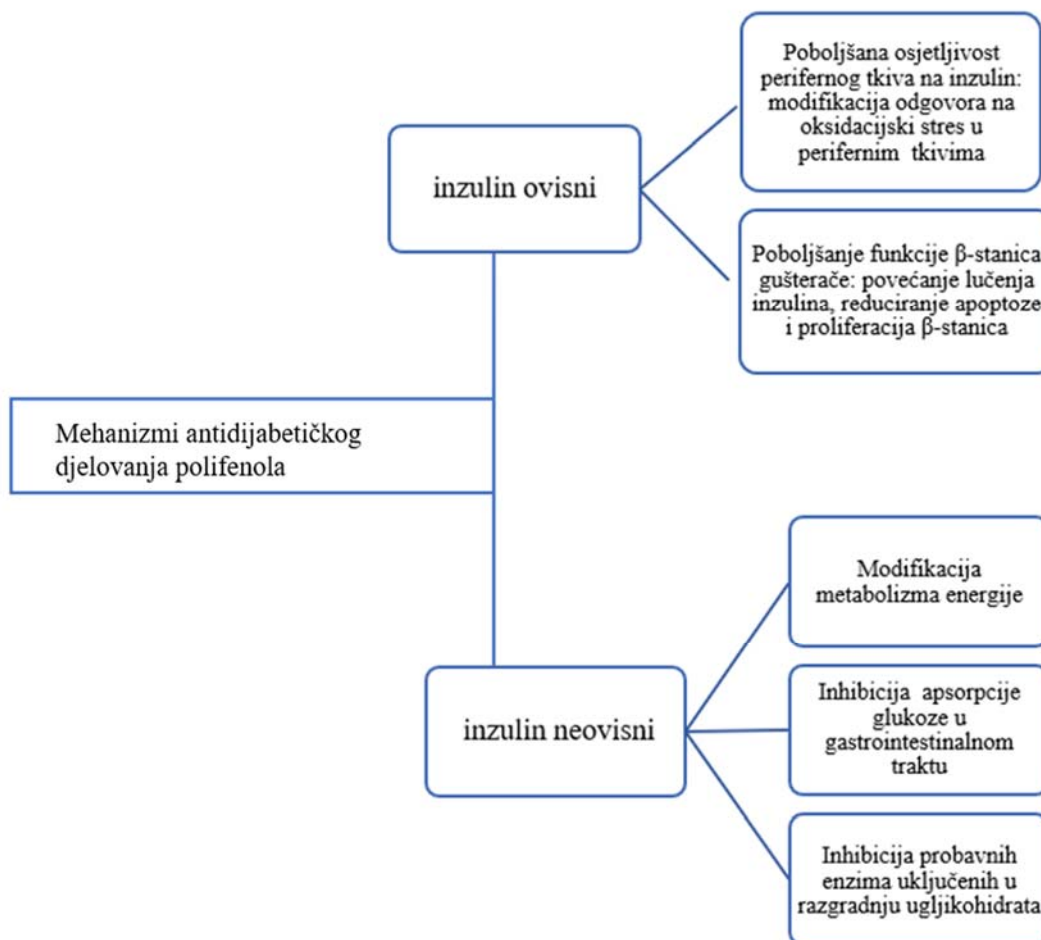 Poboljšana osjetljivost
perifernog tkiva na inzulin:
modifikacija odgovora na
oksidacijski stres u
perifernim tkivima
inzulin ovisni
Poboljšanje funkcije β-stanica
gušterače: povećanje lučenja
inzulina, reduciranje apoptoze
i proliferacija β-stanica
Mehanizmi antidijabetičkog
djelovanja polifenola
Modifikacija
metabolizma energije
inzulin neovisni
Inhibicija apsorpcije
glukoze u
gastrointestinalnom
traktu
Inhibicija probavnih
enzima uključenih u
razgradnju ugljikohidrata